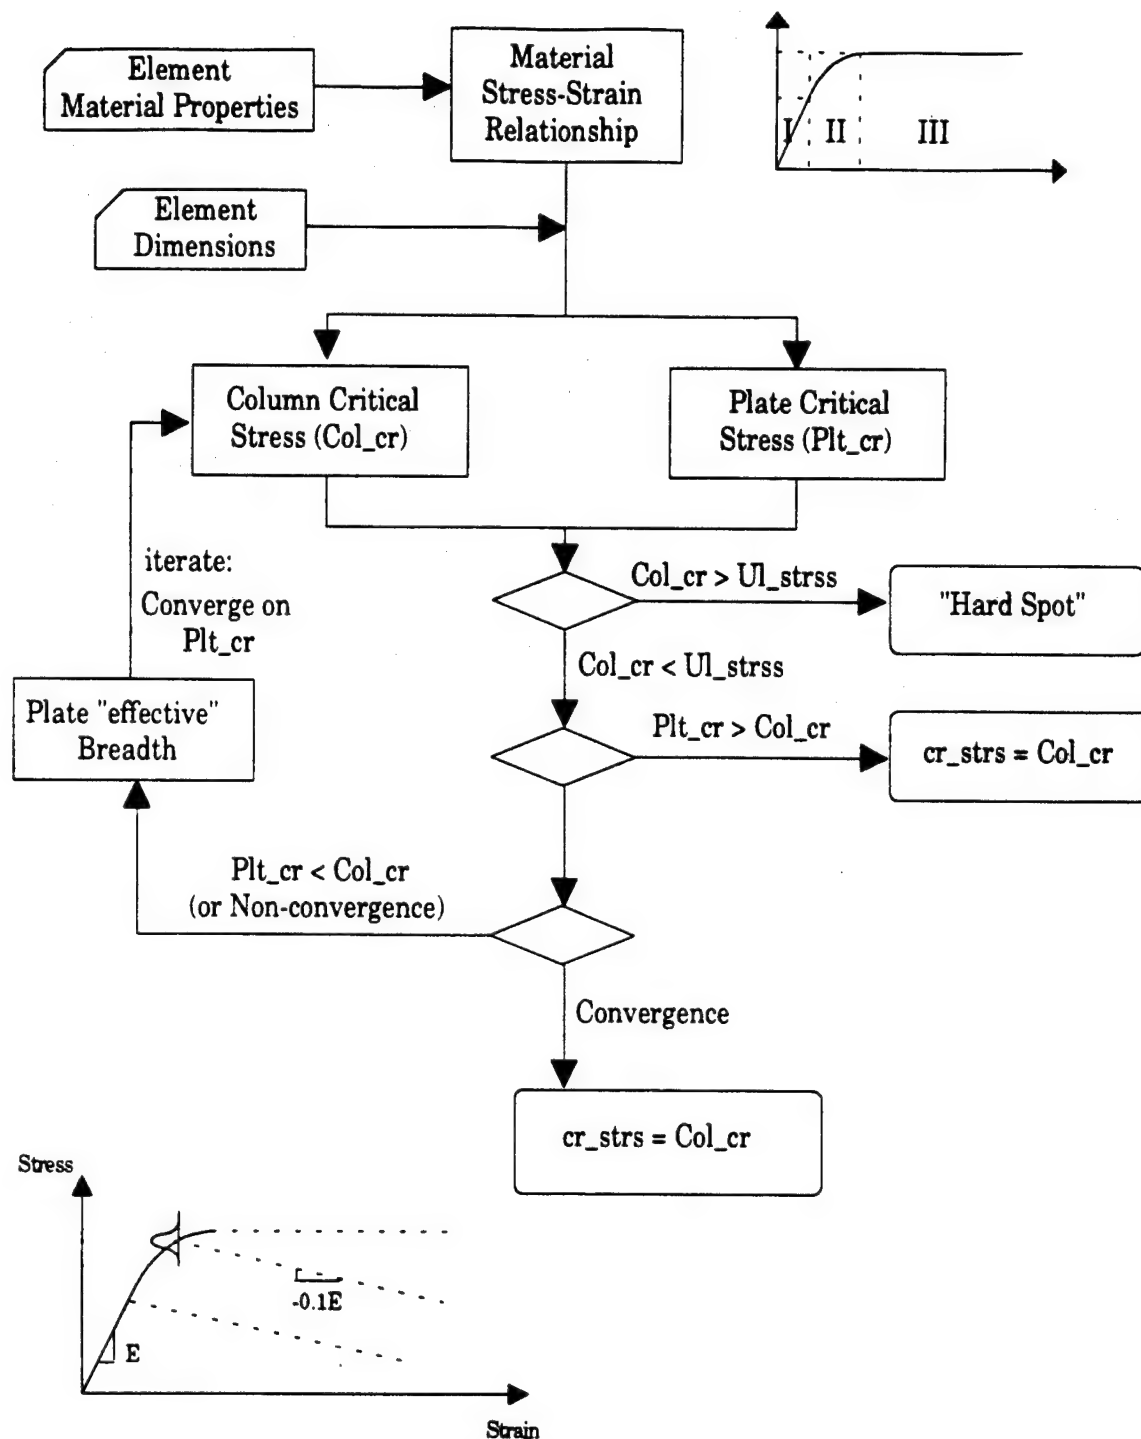 Element
Material Properties
Material
Stress-Strain
Relationship
I
II
III
Element
Dimensions
Column Critical
Stress (Col_cr)
Plate Critical
Stress (Plt_cr)
iterate:
Converge on
Plt_cr
Col_cr > Ul_strss
"Hard Spot"
Col_cr < Ul_strss
Plate "effective"
Breadth
Plt_cr > Col_cr
cr_strs = Col_cr
Plt_cr < Col_cr
(or Non-convergence)
Convergence
cr_strs = Col_cr
Stress
-0.1E
E
Strain